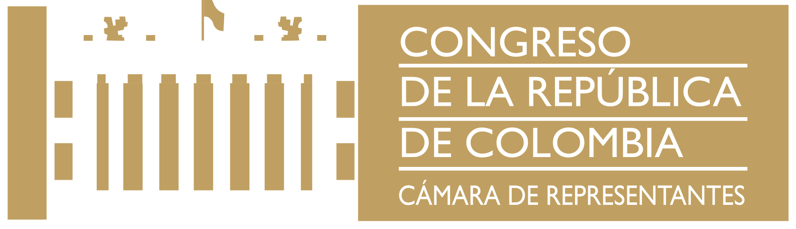 CONGRESO
DE LA REPÚBLICA
DE COLOMBIA
CÁMARA DE REPRESENTANTES